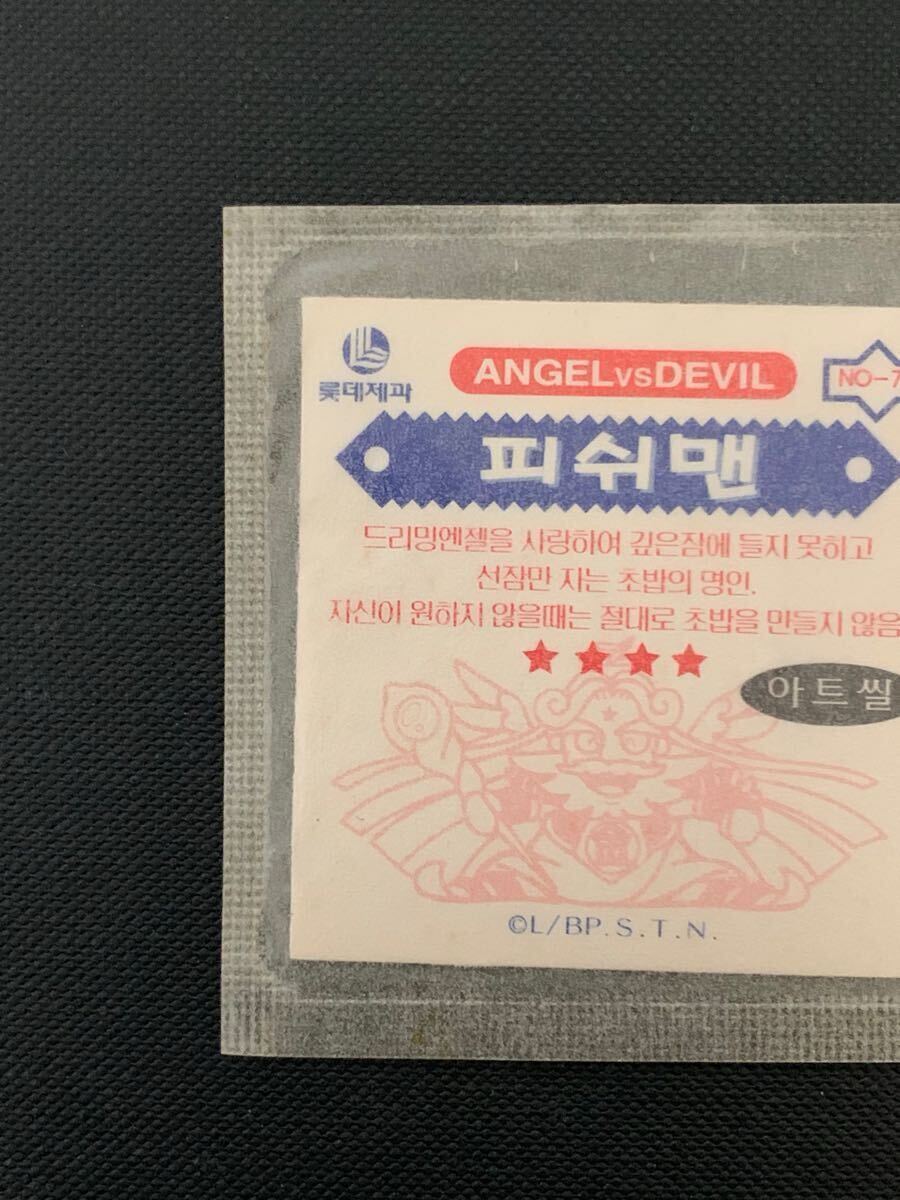 롯데제과
ANGEL vs DEVIL
NO-7
피쉬맨
드리밍엔젤을 사랑하여 깊은잠에 들지 못하고
선잠만 자는 초밥의 명인.
자신이 원하지 않을때는 절대로 초밥을 만들지 않음
아트씰
©L/BP.S.T.N.